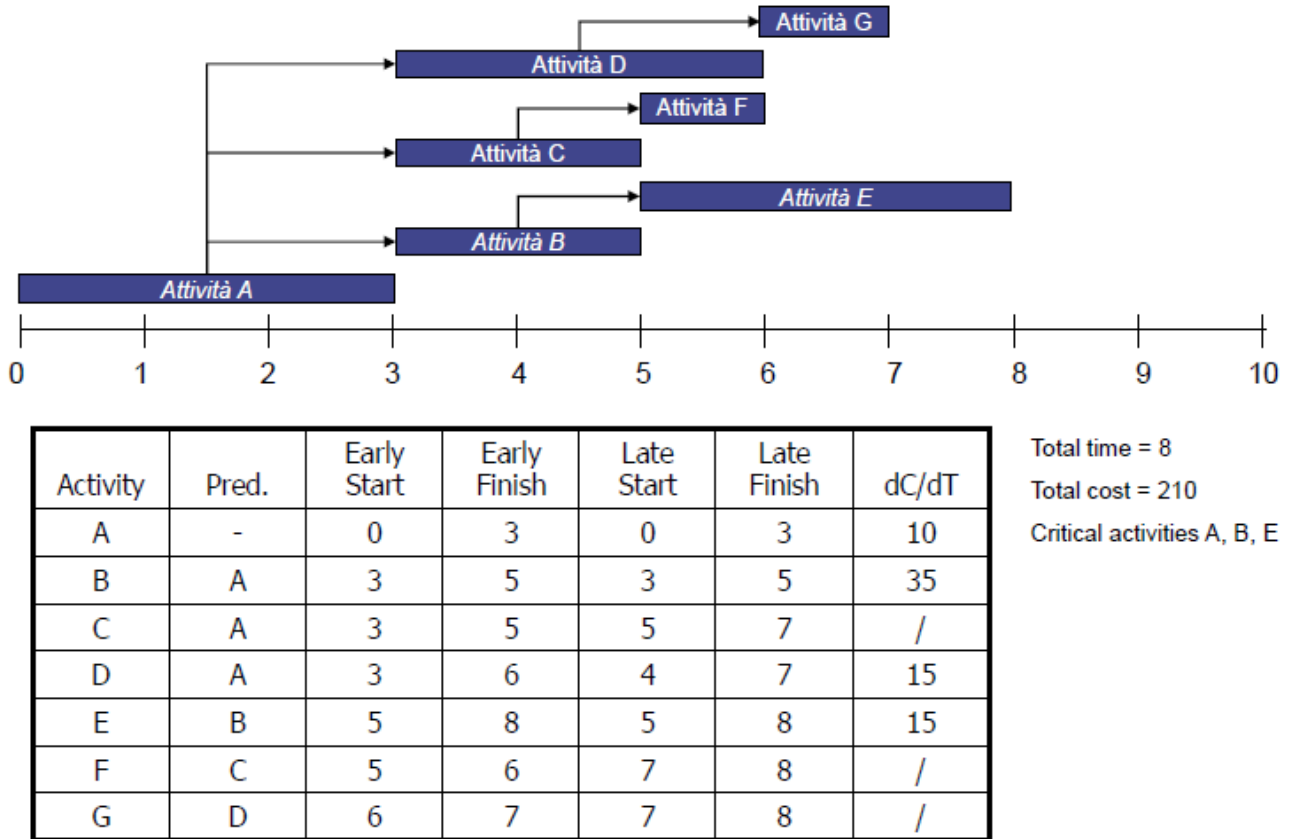 Attività G
Attività D
Attività F
Attività C
Attività E
Attività B
Attività A
0 1 2 3 4 5 6 7 8 9 10
Activity Pred. Early Start Early Finish Late Start Late Finish dC/dT
A - 0 3 0 3 10
B A 3 5 3 5 35
C A 3 5 5 7 /
D A 3 6 4 7 15
E B 5 8 5 8 15
F C 5 6 7 8 /
G D 6 7 7 8 /
Total time = 8
Total cost = 210
Critical activities A, B, E